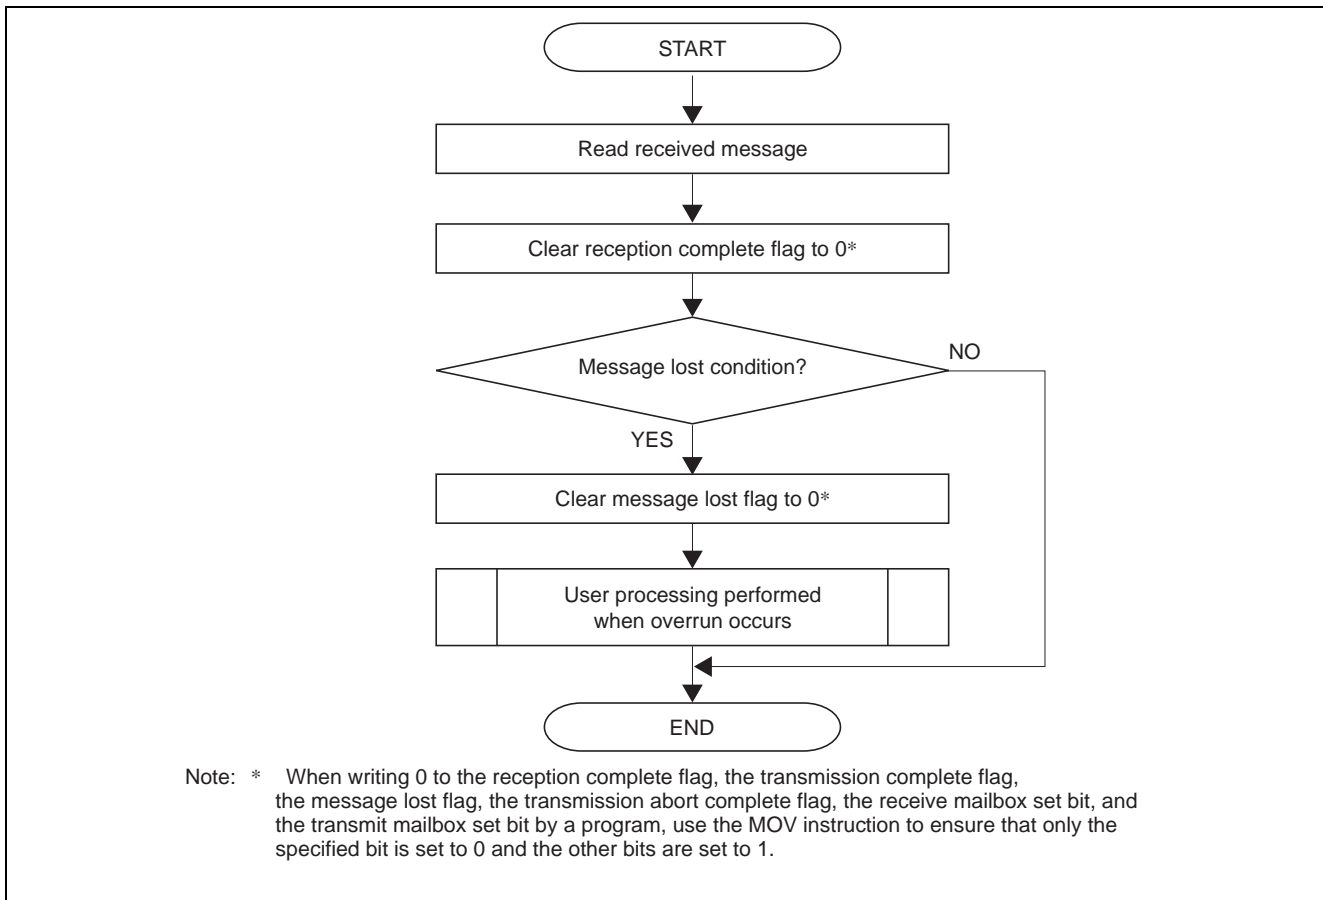 START
Read received message
Clear reception complete flag to 0*
Message lost condition?
NO
YES
Clear message lost flag to 0*
User processing performed
when overrun occurs
END
Note: * When writing 0 to the reception complete flag, the transmission complete flag,
the message lost flag, the transmission abort complete flag, the receive mailbox set bit, and
the transmit mailbox set bit by a program, use the MOV instruction to ensure that only the
specified bit is set to 0 and the other bits are set to 1.